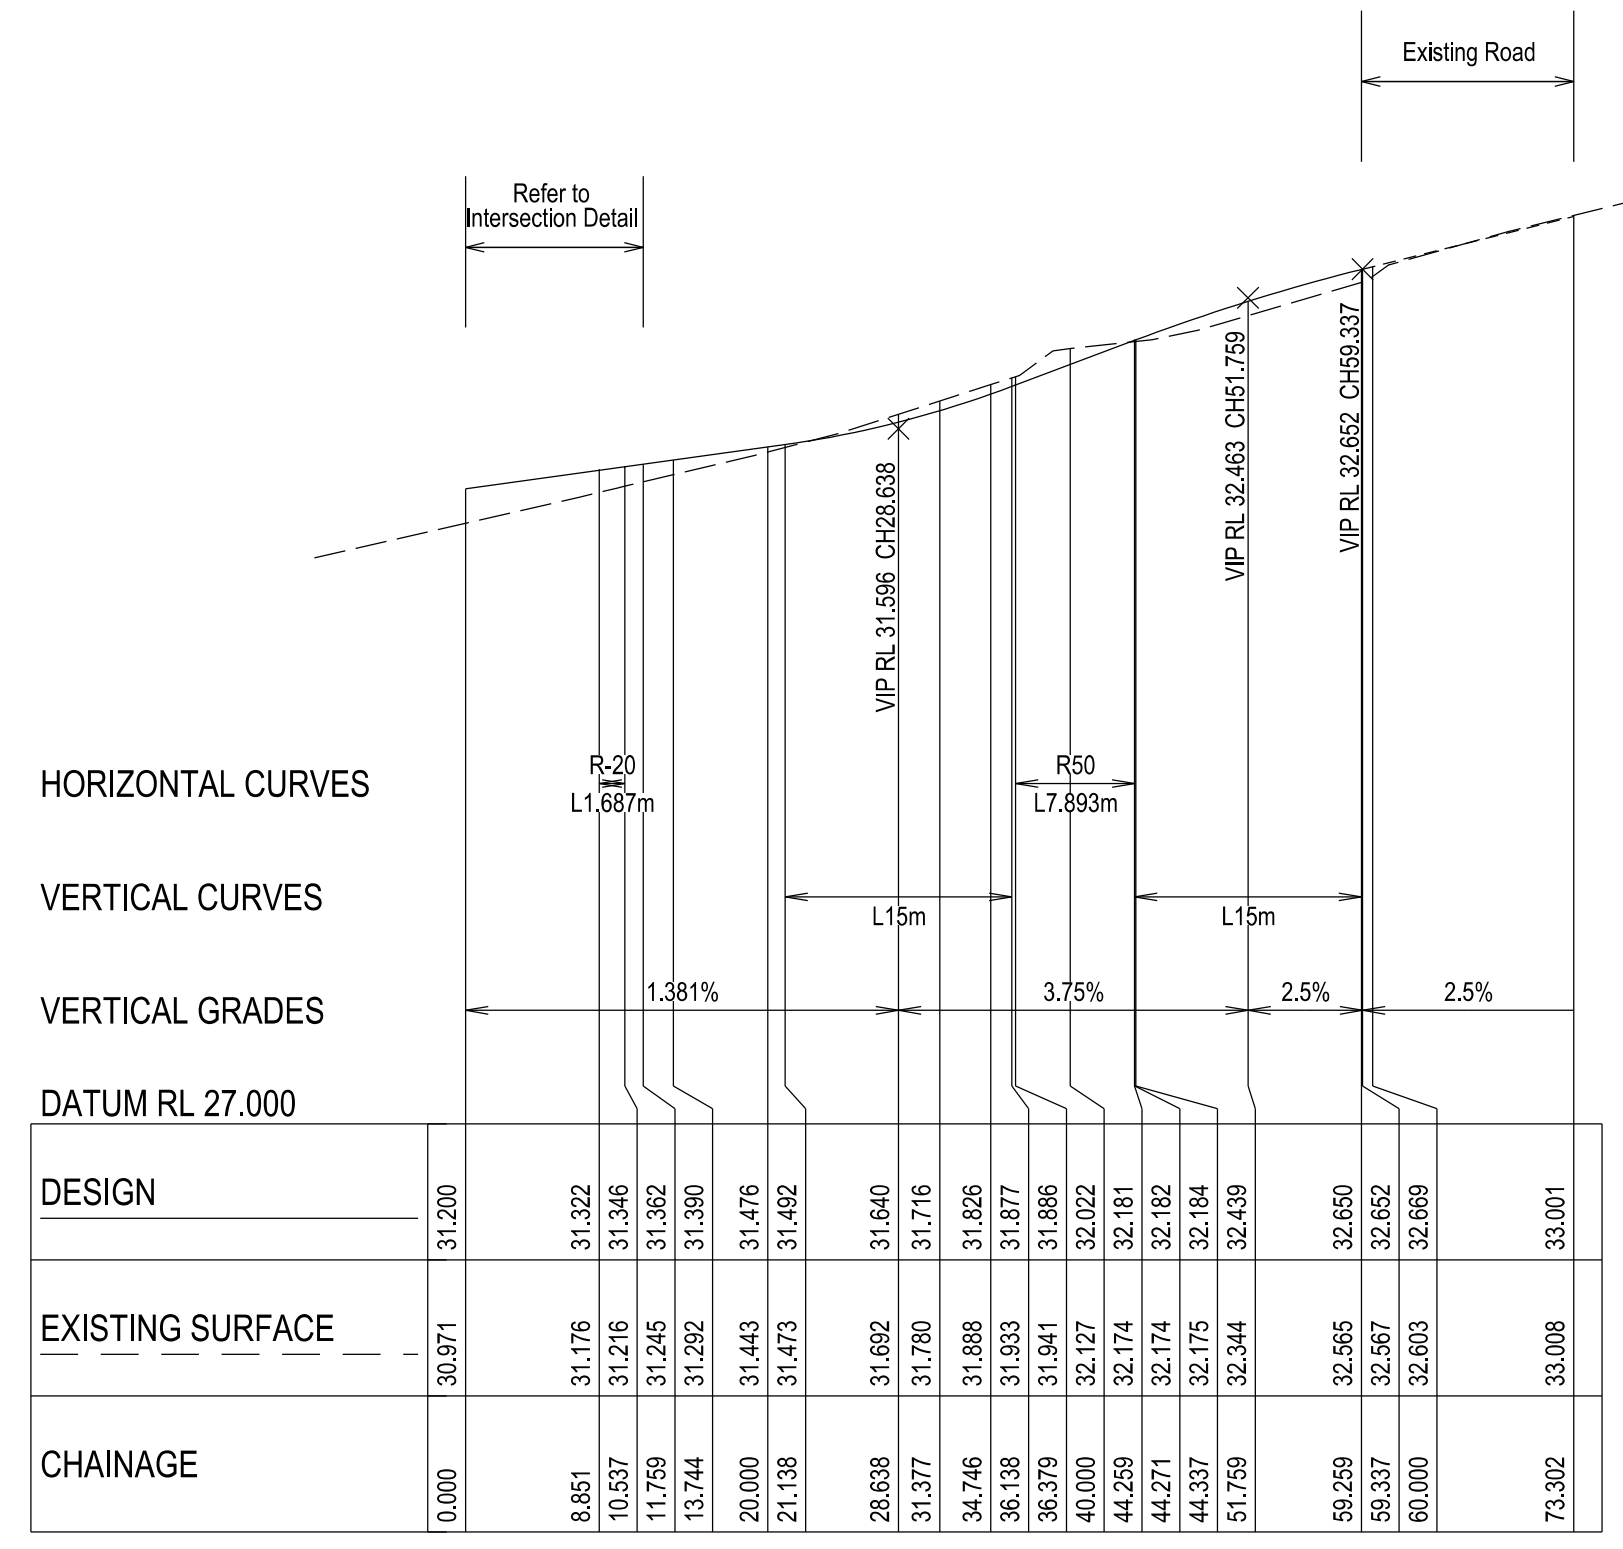 Existing Road
Refer to
Intersection Detail
VIP RL 31.596 CH28.638
VIP RL 32.463 CH51.759
VIP RL 32.652 CH59.337
HORIZONTAL CURVES
R-20
L1.687m
R50
L7.893m
VERTICAL CURVES
L15m
L15m
VERTICAL GRADES
1.381%
3.75%
2.5%
2.5%
DATUM RL 27.000
DESIGN
31.200 31.322 31.346 31.362 31.390 31.476 31.492 31.640 31.716 31.826 31.877 31.886 32.022 32.181 32.182 32.184 32.439 32.650 32.652 32.669 33.001
EXISTING SURFACE
30.971 31.176 31.216 31.245 31.292 31.443 31.473 31.692 31.780 31.888 31.933 31.941 32.127 32.174 32.174 32.175 32.344 32.565 32.567 32.603 33.008
CHAINAGE
0.000 8.851 10.537 11.759 13.744 20.000 21.138 28.638 31.377 34.746 36.138 36.379 40.000 44.259 44.271 44.337 51.759 59.259 59.337 60.000 73.302